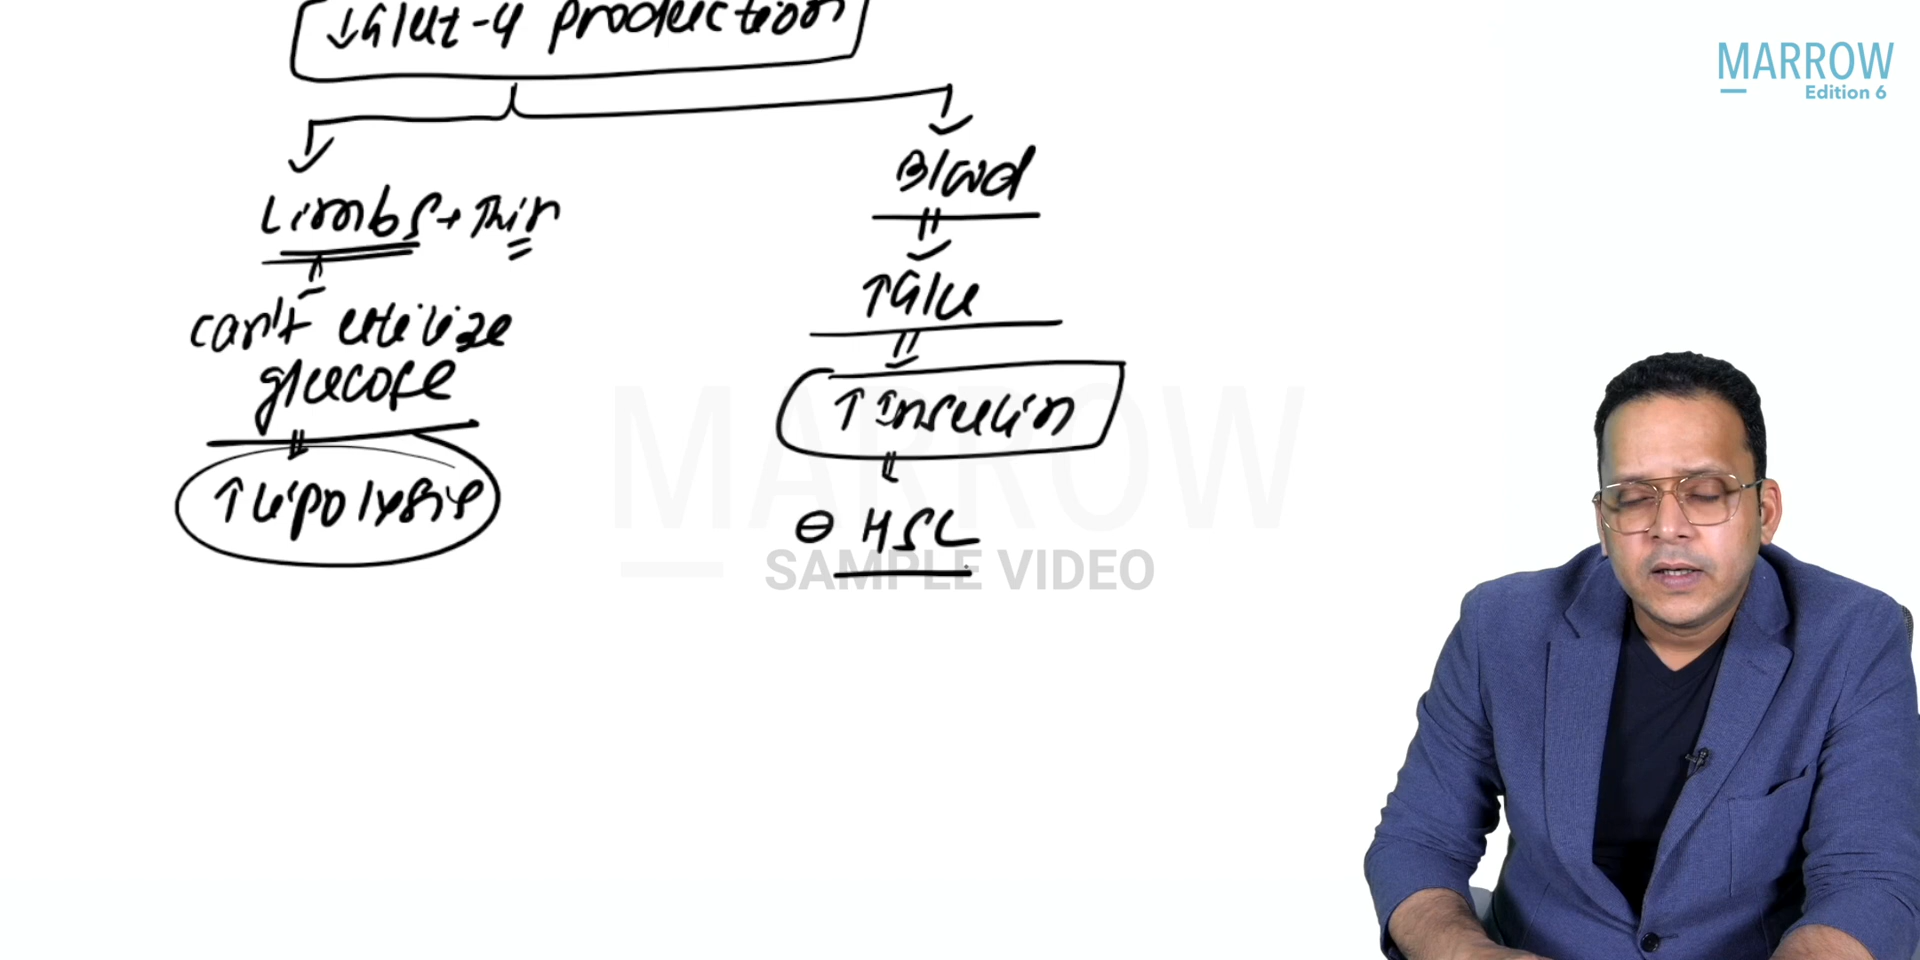 ↓Glut-4 production
MARROW
Edition 6
Limbs → Thin
can't utilize
glucose
↑Lipolysis
Blood
↑Glu
↑Insulin
⊖ HSL
MARROW
SAMPLE VIDEO